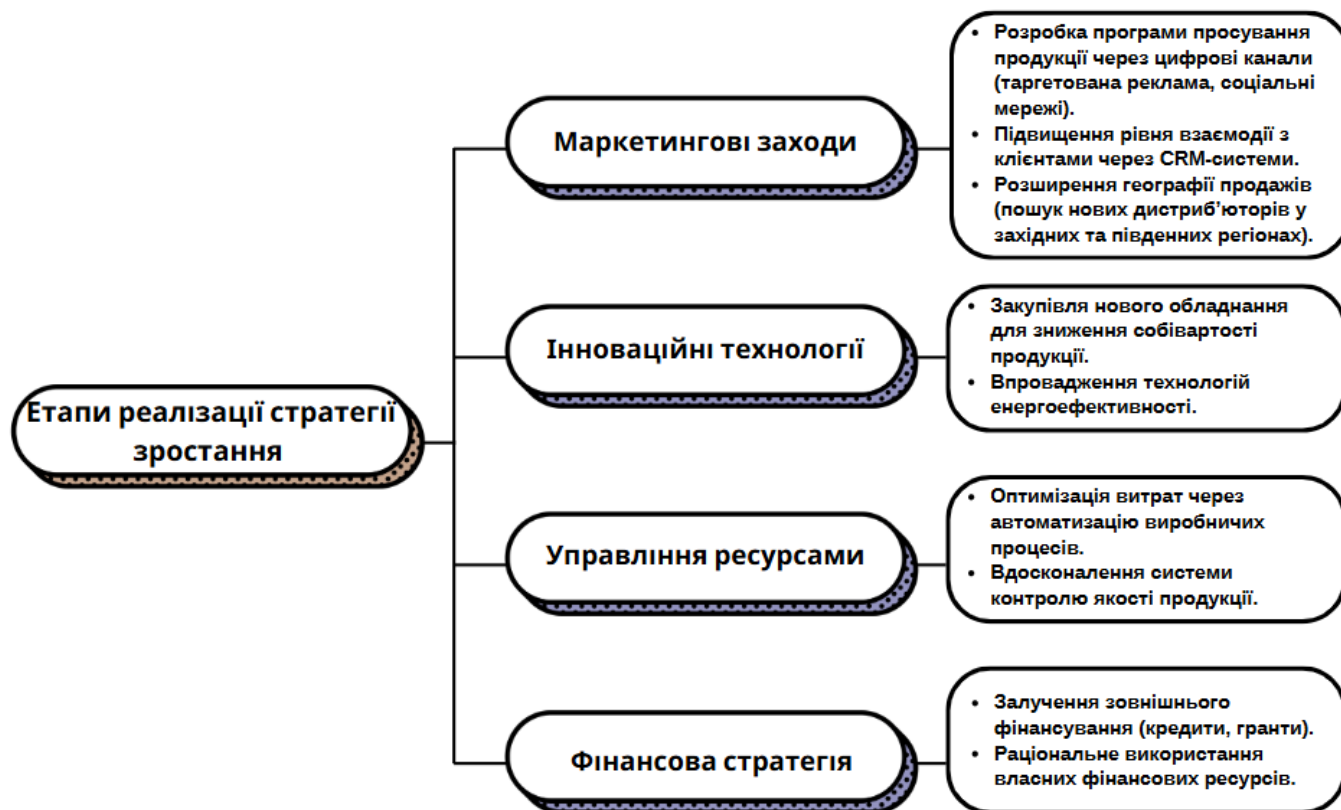 Етапи реалізації стратегії
зростання
Маркетингові заходи
• Розробка програми просування
продукції через цифрові канали
(таргетована реклама, соціальні
мережі).
• Підвищення рівня взаємодії з
клієнтами через CRM-системи.
• Розширення географії продажів
(пошук нових дистриб’юторів у
західних та південних регіонах).
Інноваційні технології
• Закупівля нового обладнання
для зниження собівартості
продукції.
• Впровадження технологій
енергоефективності.
Управління ресурсами
• Оптимізація витрат через
автоматизацію виробничих
процесів.
• Вдосконалення системи
контролю якості продукції.
Фінансова стратегія
• Залучення зовнішнього
фінансування (кредити, гранти).
• Раціональне використання
власних фінансових ресурсів.